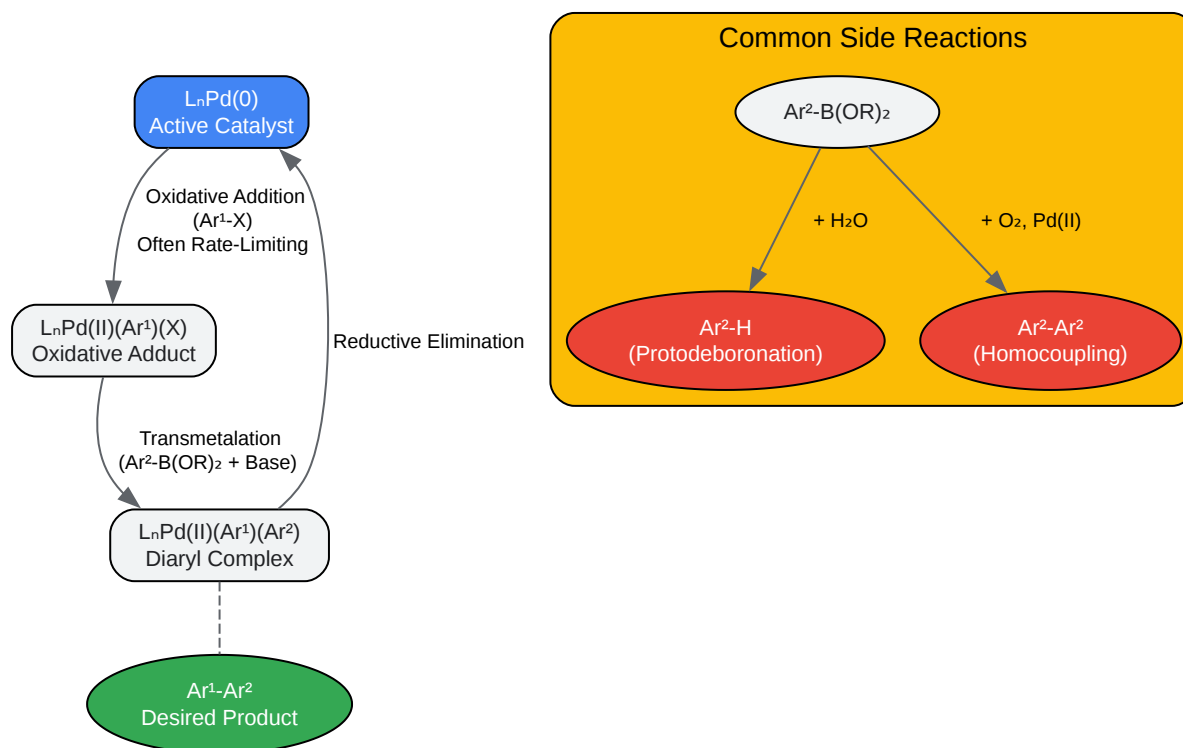 LₙPd(0)
Active Catalyst
Oxidative Addition
(Ar¹-X)
Often Rate-Limiting
LₙPd(II)(Ar¹)(X)
Oxidative Adduct
Reductive Elimination
Transmetalation
(Ar²-B(OR)₂ + Base)
LₙPd(II)(Ar¹)(Ar²)
Diaryl Complex
Ar¹-Ar²
Desired Product
Common Side Reactions
Ar²-B(OR)₂
+ H₂O
+ O₂, Pd(II)
Ar²-H
(Protodeboronation)
Ar²-Ar²
(Homocoupling)